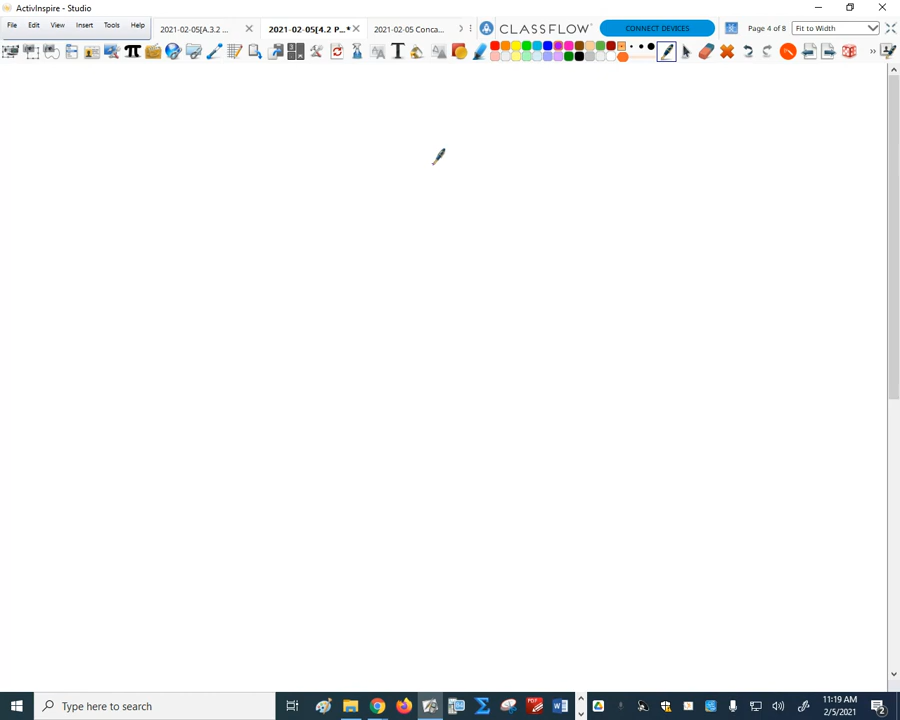 ActivInspire - Studio
File Edit View Insert Tools Help
2021-02-05[A.3.2 ...
2021-02-05[4.2 P...*
2021-02-05 Conca...
CLASSFLOW
CONNECT DEVICES
Page 4 of 8
Fit to Width
Type here to search
11:19 AM
2/5/2021
2